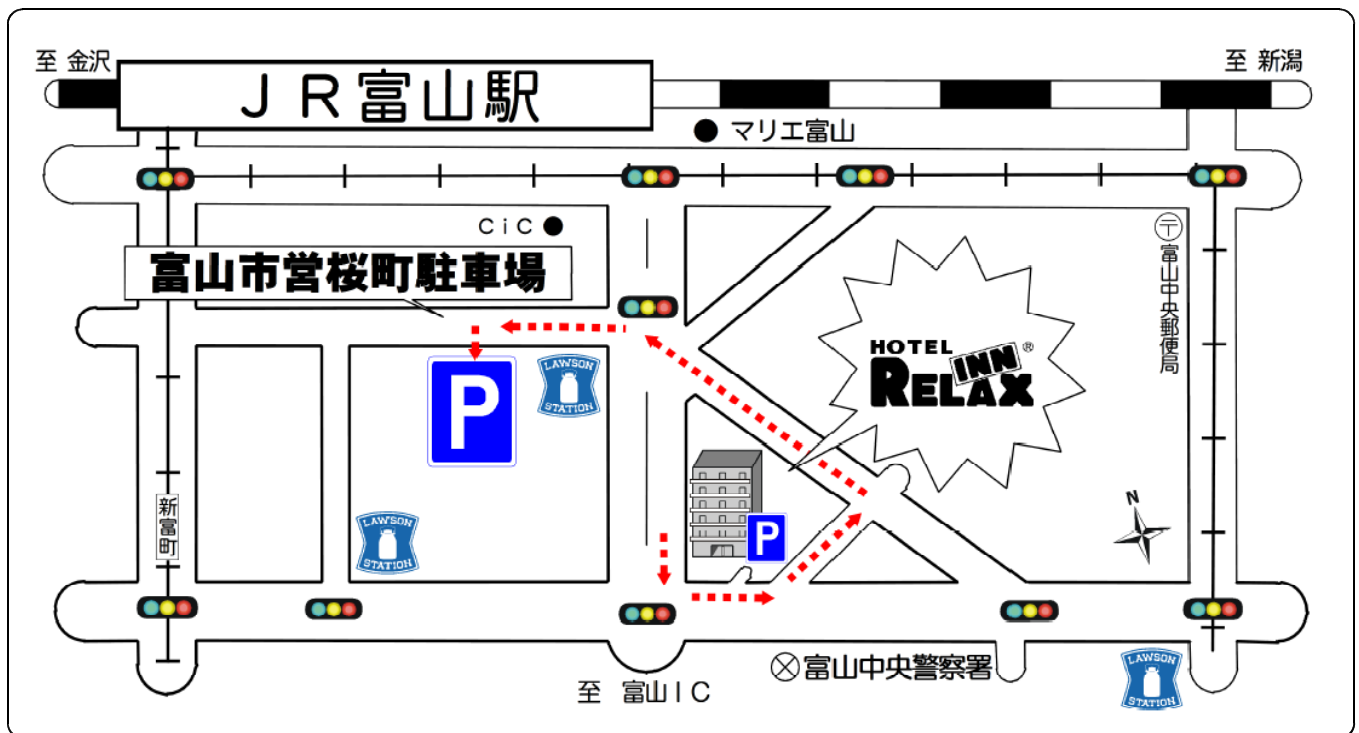 至 金沢
至 新潟
JR富山駅
マリエ富山
CiC
〒
富山中央郵便局
富山市営桜町駐車場
HOTEL
RELAX
INN
®
LAWSON
STATION
P
LAWSON
STATION
新富町
P
N
富山中央警察署
至 富山IC
LAWSON
STATION